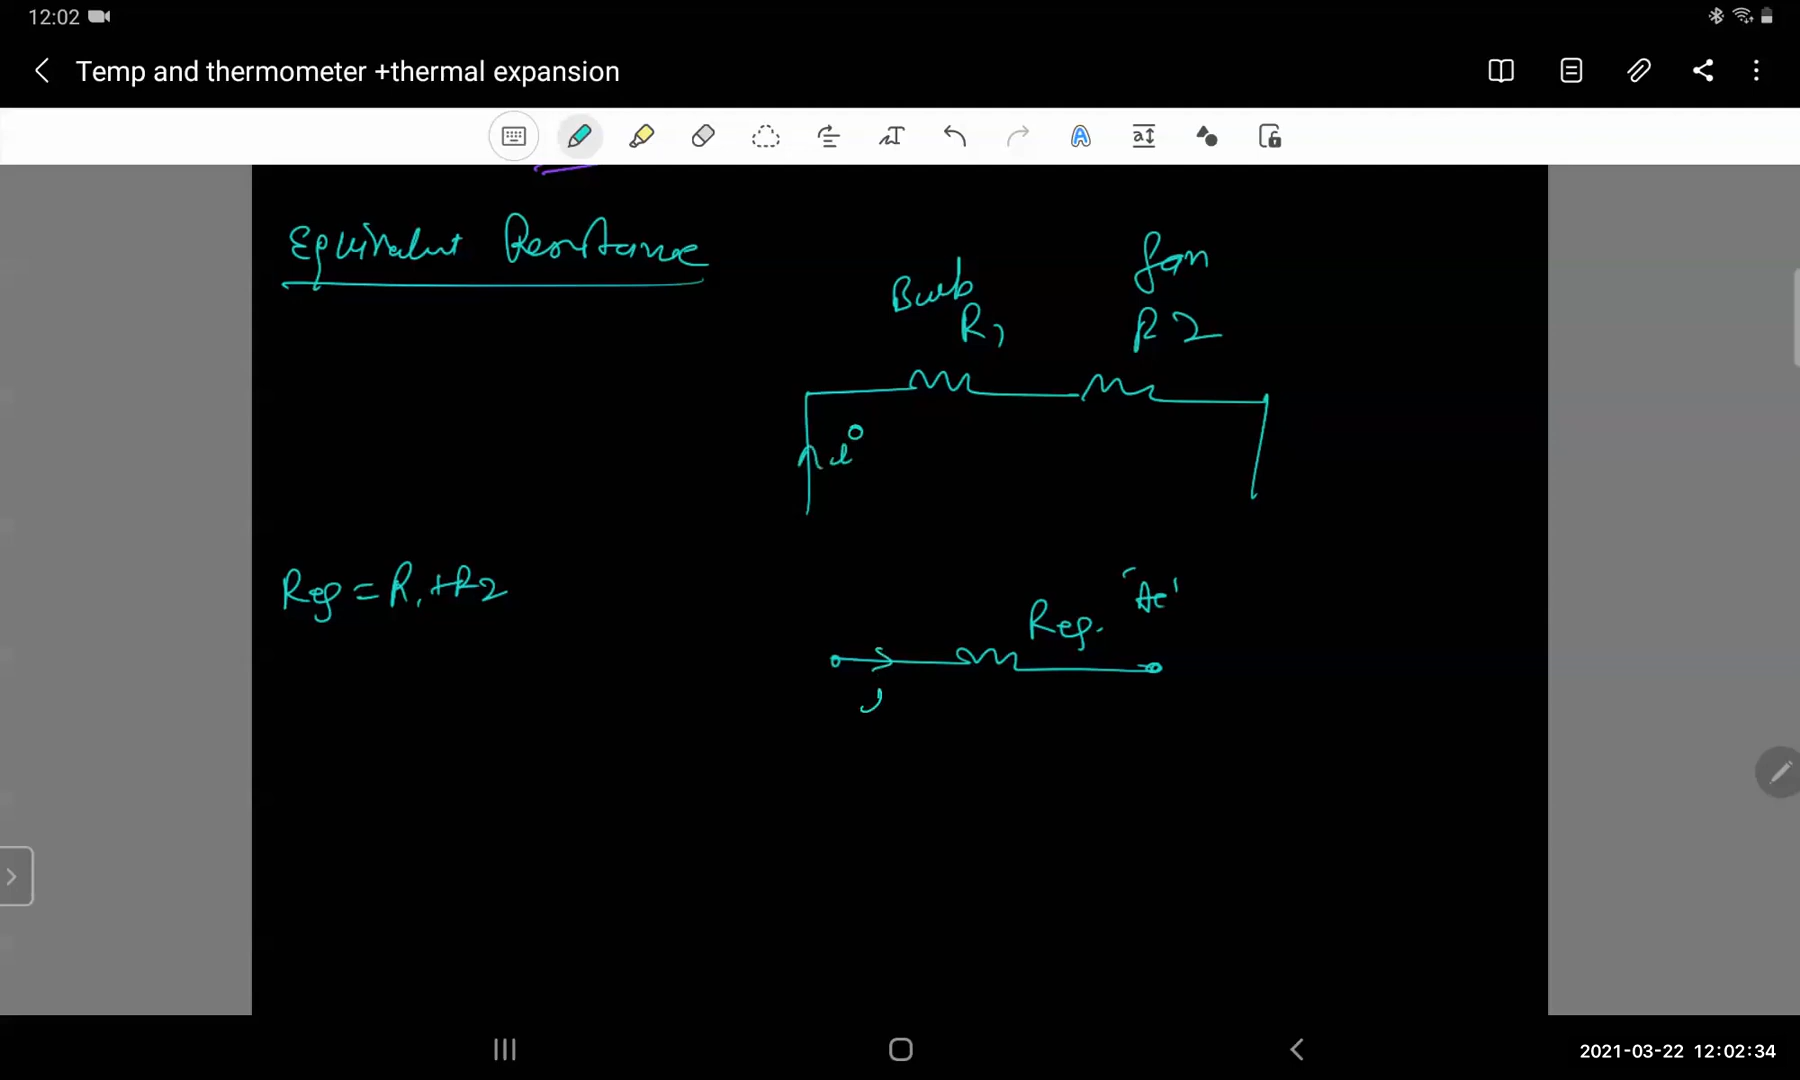 12:02
Temp and thermometer +thermal expansion
Equivalent Resistance
Bulb
fan
R1
R2
i
Req = R1 + R2
Req.
'AC'
2021-03-22 12:02:34